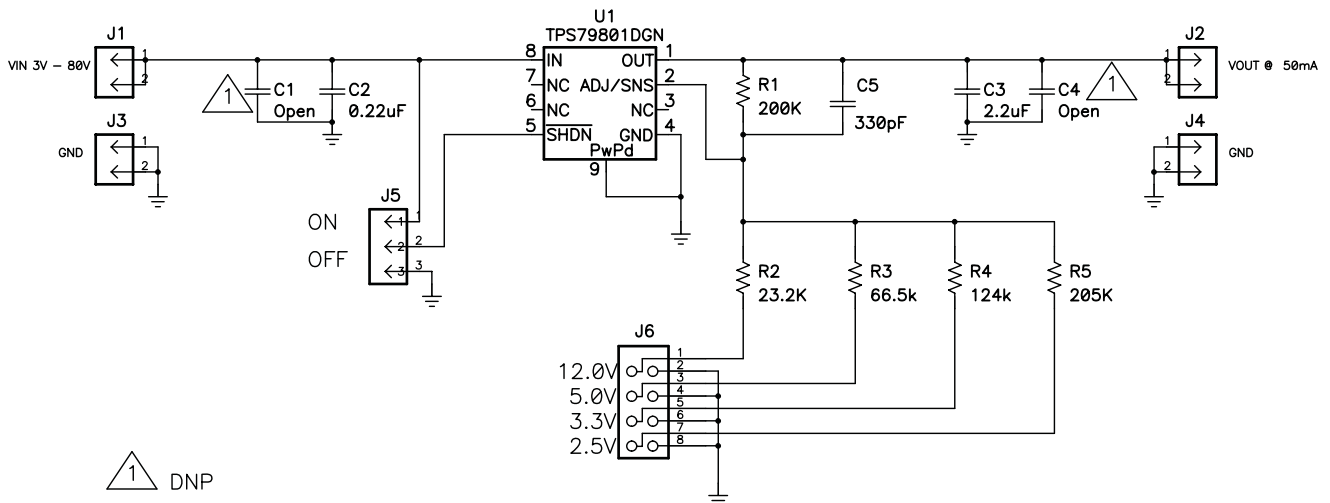 U1
TPS79801DGN
J1
VIN 3V - 80V
1
2
8 IN OUT 1
7 NC ADJ/SNS 2
6 NC NC 3
5 SHDN GND 4
PwPd
9
J2
1
2
VOUT @ 50mA
1
C1
Open
C2
0.22uF
R1
200K
C5
330pF
C3
2.2uF
C4
Open
1
J3
GND
1
2
J4
1
2
GND
J5
ON
OFF
1 1
2 2
3 3
R2
23.2K
R3
66.5k
R4
124k
R5
205K
J6
12.0V
5.0V
3.3V
2.5V
1
2
3
4
5
6
7
8
1 DNP